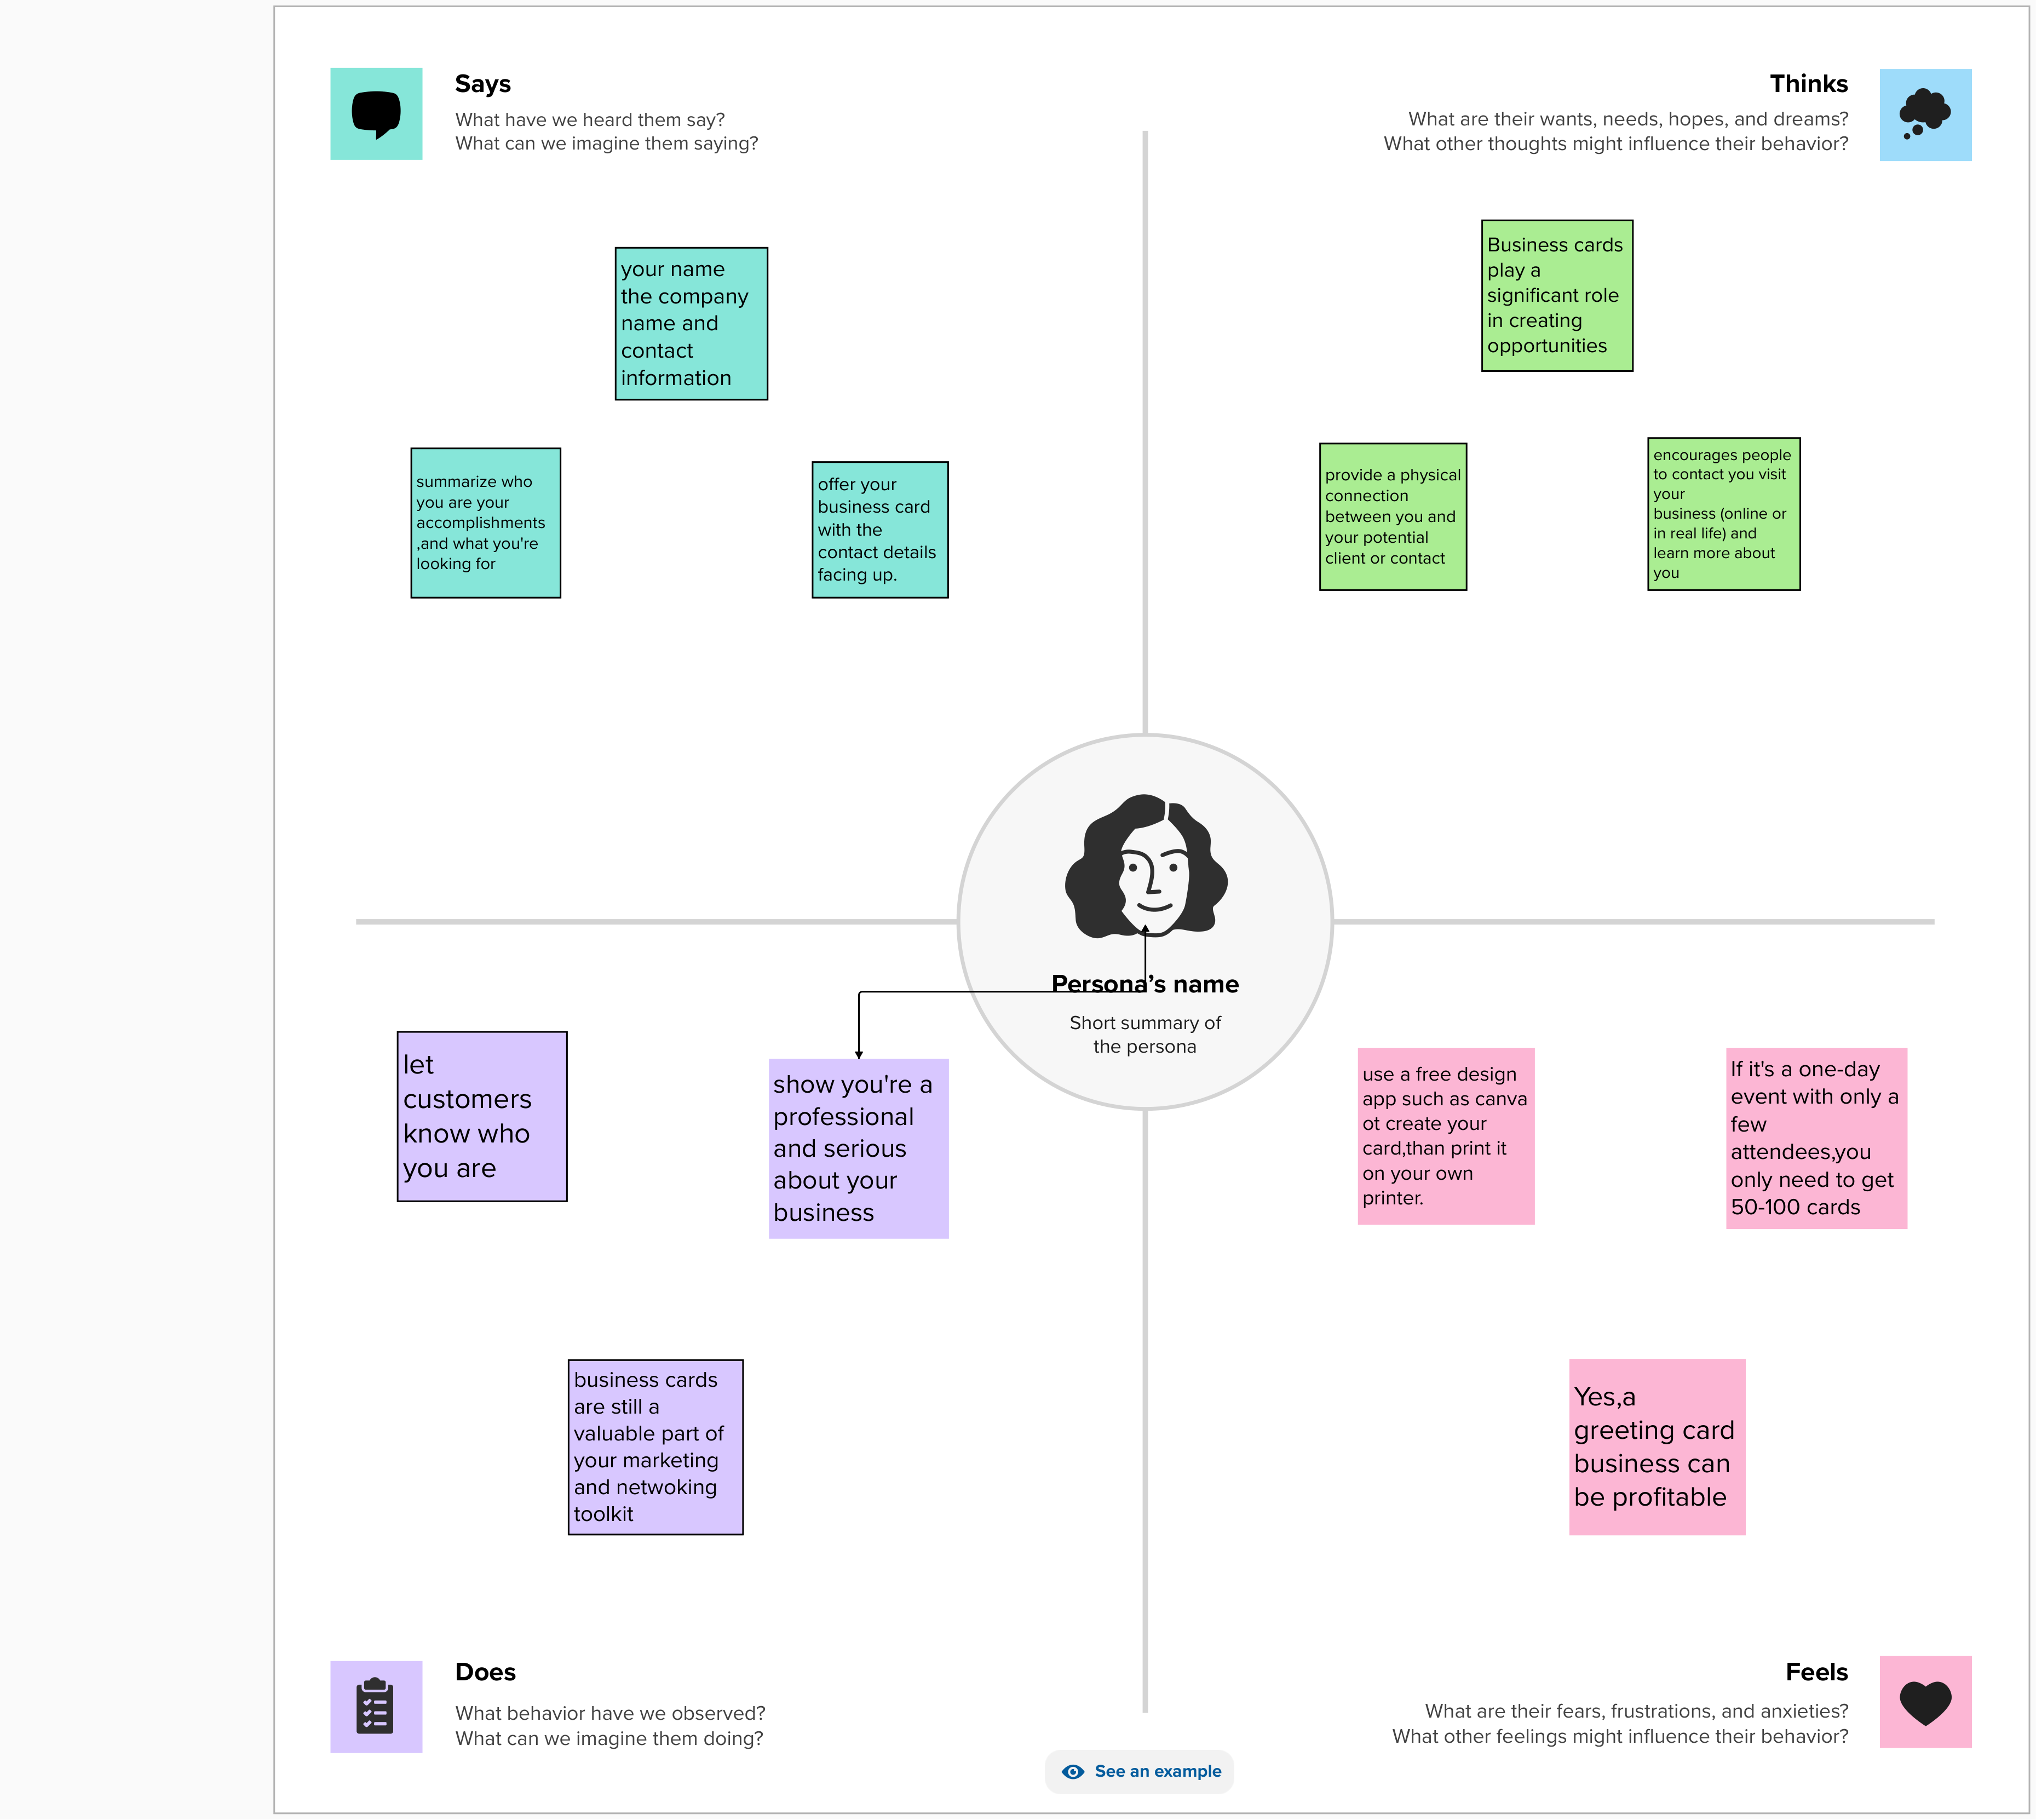 Says
What have we heard them say?
What can we imagine them saying?
Thinks
What are their wants, needs, hopes, and dreams?
What other thoughts might influence their behavior?
your name
the company
name and
contact
information
summarize who
you are your
accomplishments
,and what you're
looking for
offer your
business card
with the
contact details
facing up.
Business cards
play a
significant role
in creating
opportunities
provide a physical
connection
between you and
your potential
client or contact
encourages people
to contact you visit
your
business (online or
in real life) and
learn more about
you
Persona’s name
Short summary of
the persona
let
customers
know who
you are
show you're a
professional
and serious
about your
business
business cards
are still a
valuable part of
your marketing
and netwoking
toolkit
use a free design
app such as canva
ot create your
card,than print it
on your own
printer.
If it's a one-day
event with only a
few
attendees,you
only need to get
50-100 cards
Yes,a
greeting card
business can
be profitable
Does
What behavior have we observed?
What can we imagine them doing?
Feels
What are their fears, frustrations, and anxieties?
What other feelings might influence their behavior?
See an example